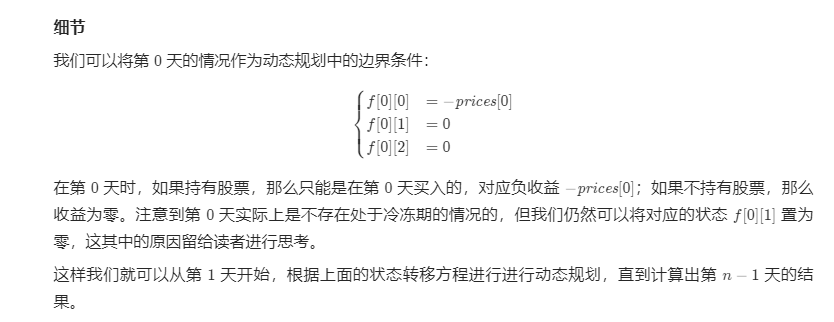 细节
我们可以将第 0 天的情况作为动态规划中的边界条件：
f[0][0] = −prices[0]
f[0][1] = 0
f[0][2] = 0
在第 0 天时，如果持有股票，那么只能是在第 0 天买入的，对应负收益 −prices[0]；如果不持有股票，那么
收益为零。注意到第 0 天实际上是不存在处于冷冻期的情况的，但我们仍然可以将对应的状态 f[0][1] 置为
零，这其中的原因留给读者进行思考。
这样我们就可以从第 1 天开始，根据上面的状态转移方程进行进行动态规划，直到计算出第 n − 1 天的结
果。